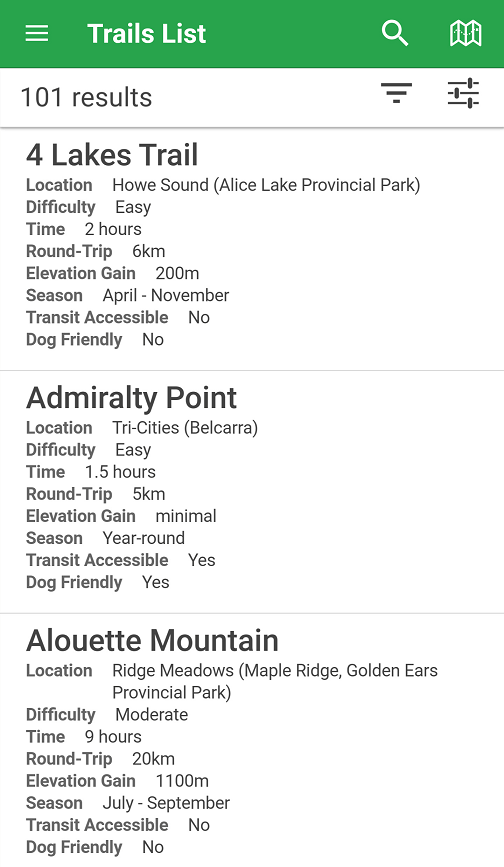 Trails List
101 results
4 Lakes Trail
Location Howe Sound (Alice Lake Provincial Park)
Difficulty Easy
Time 2 hours
Round-Trip 6km
Elevation Gain 200m
Season April - November
Transit Accessible No
Dog Friendly No
Admiralty Point
Location Tri-Cities (Belcarra)
Difficulty Easy
Time 1.5 hours
Round-Trip 5km
Elevation Gain minimal
Season Year-round
Transit Accessible Yes
Dog Friendly Yes
Alouette Mountain
Location Ridge Meadows (Maple Ridge, Golden Ears
Provincial Park)
Difficulty Moderate
Time 9 hours
Round-Trip 20km
Elevation Gain 1100m
Season July - September
Transit Accessible No
Dog Friendly No